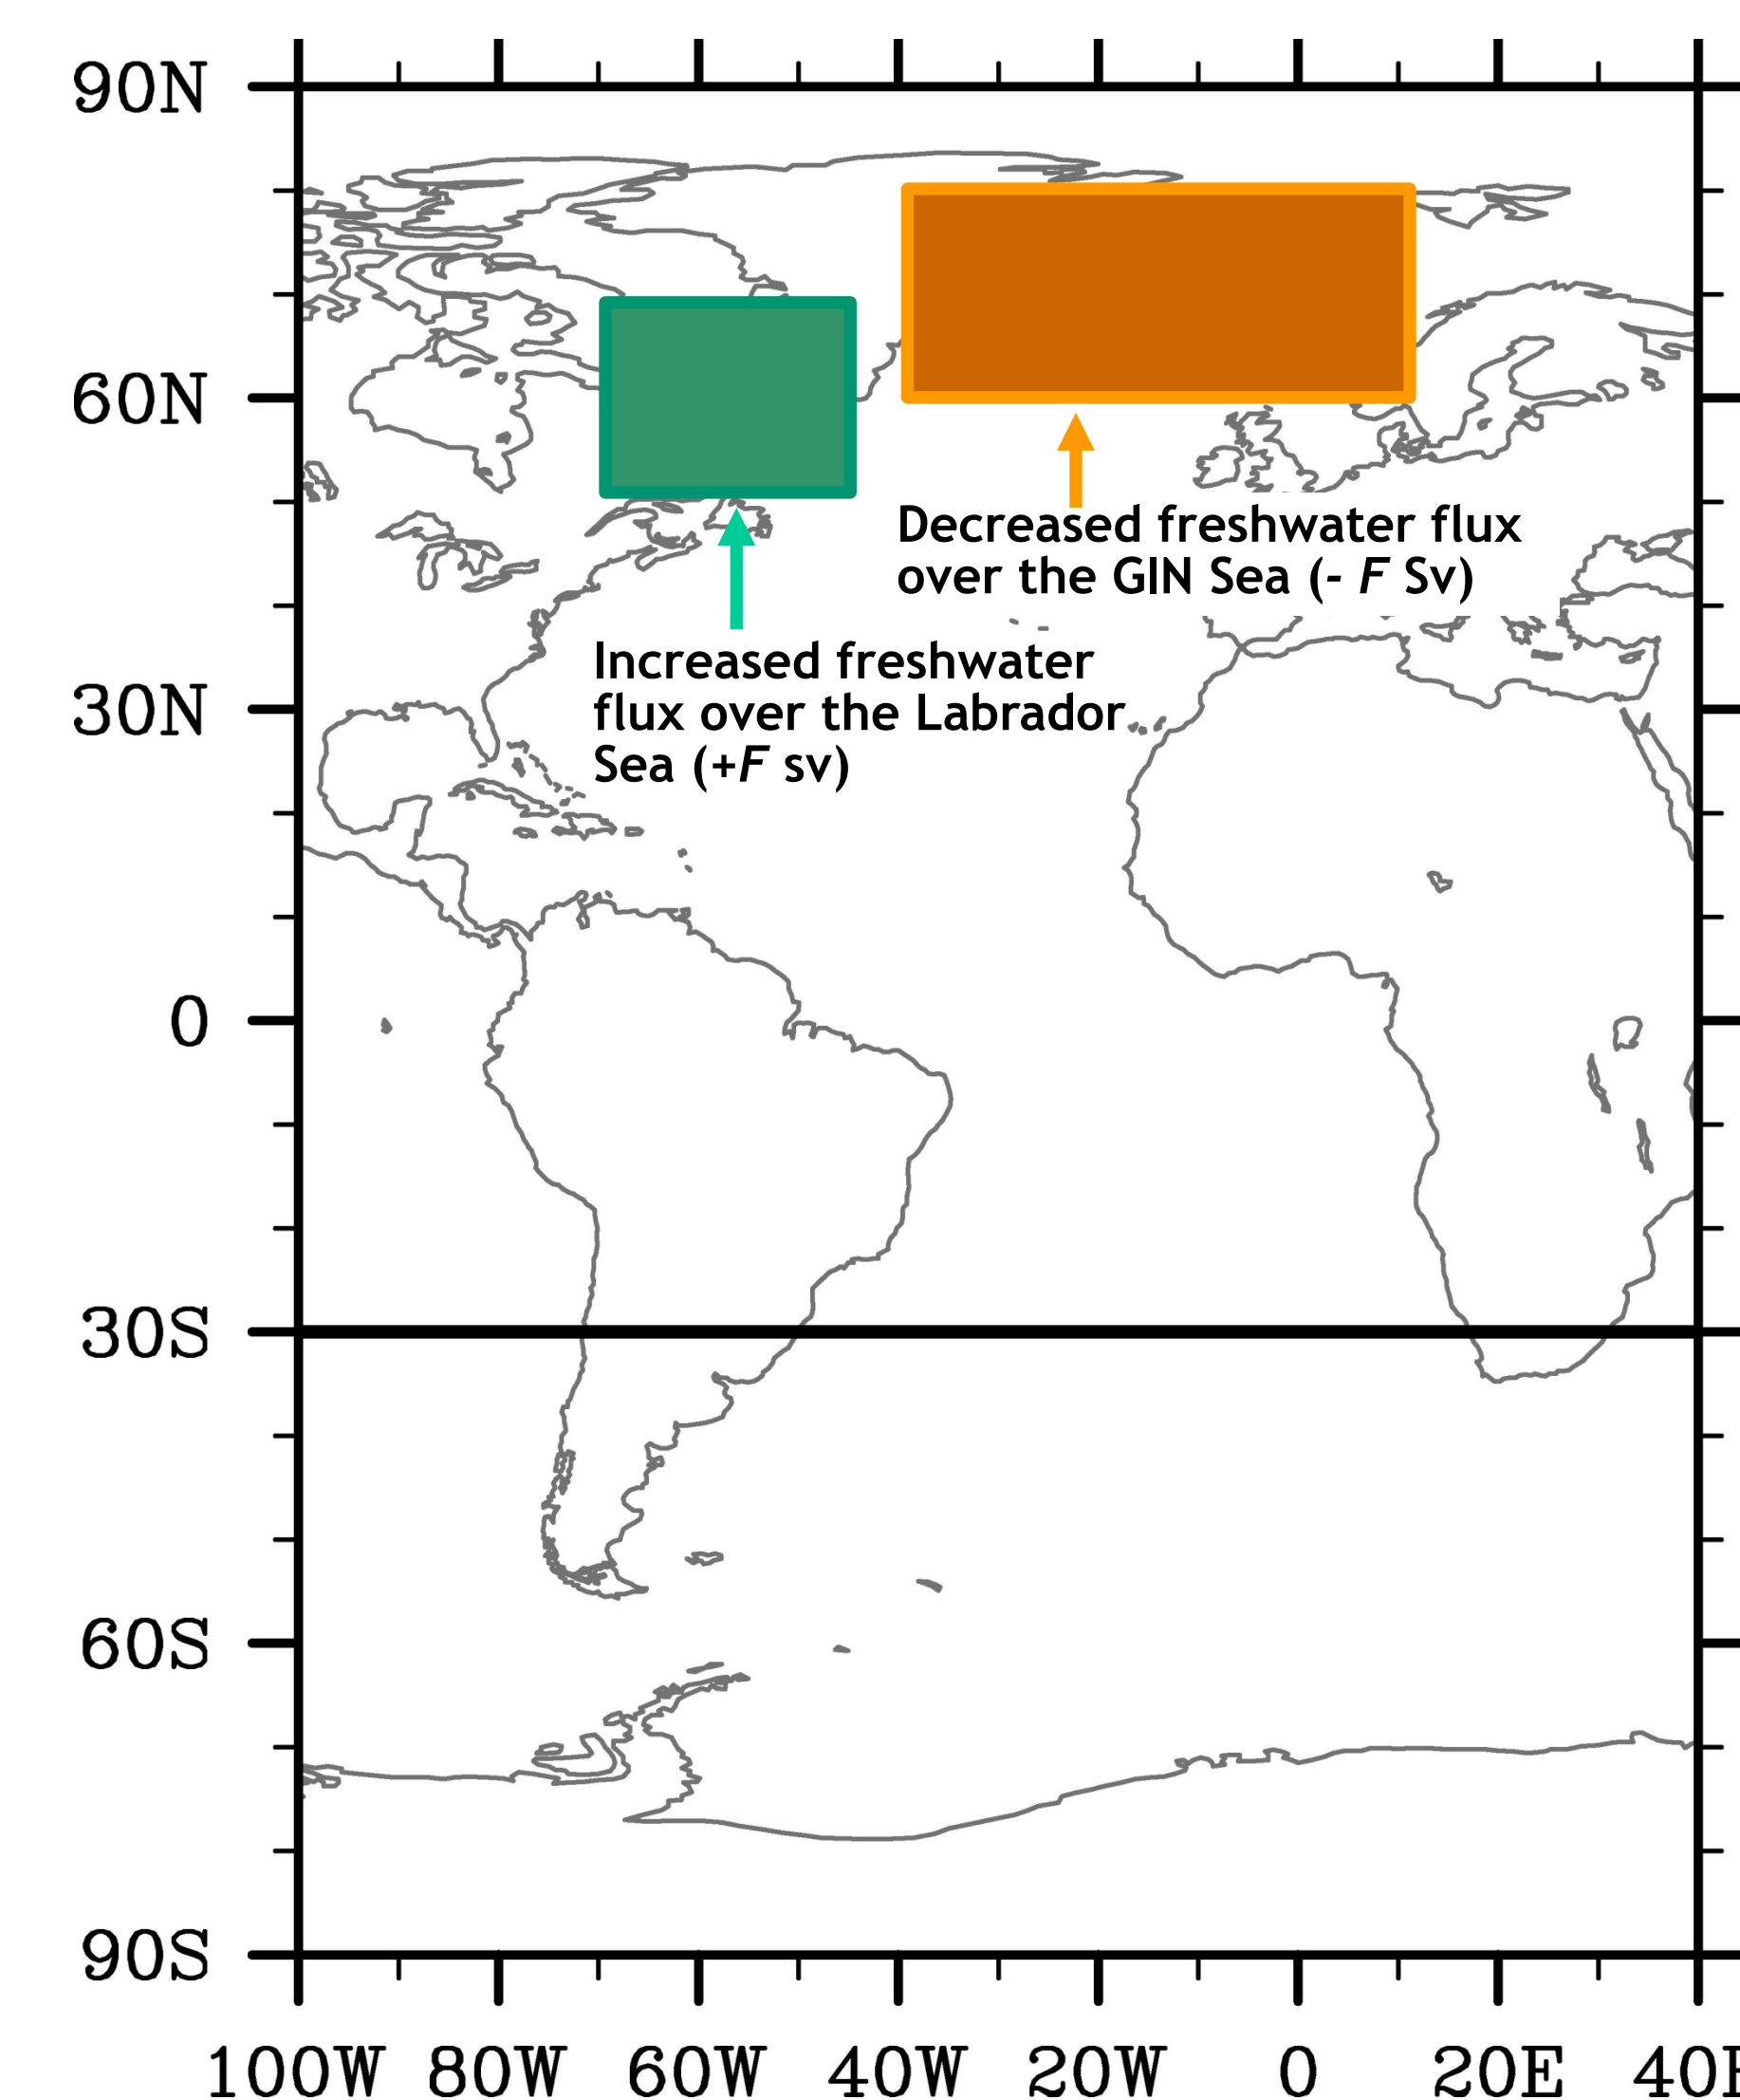 90N
60N
Decreased freshwater flux
over the GIN Sea (- F Sv)
Increased freshwater
flux over the Labrador
Sea (+F sv)
30N
0
30S
60S
90S
100W 80W 60W 40W 20W 0 20E 40E